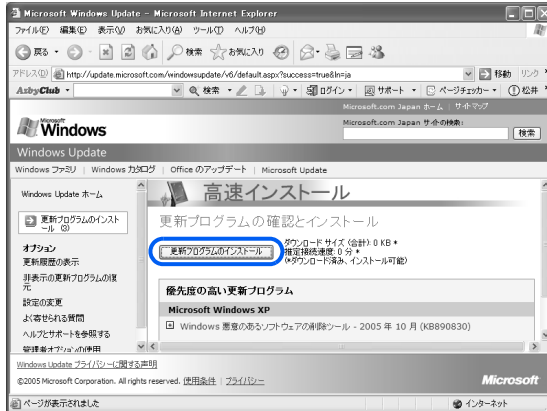 Microsoft Windows Update - Microsoft Internet Explorer
ファイル(F) 編集(E) 表示(V) お気に入り(A) ツール(T) ヘルプ(H)
戻る 検索 お気に入り
アドレス(D) http://update.microsoft.com/windowsupdate/v6/default.aspx?success=true&ln=ja 移動 リンク
AzbyClub 検索 ログイン サポート ページチェッカー 松井
Microsoft.com Japan ホーム | サイトマップ
Microsoft Windows
Microsoft.com Japan サイトの検索:
検索
Windows Update
Windows ファミリ | Windows カタログ | Office のアップデート | Microsoft Update
Windows Update ホーム
更新プログラムのインストール (3)
オプション
更新履歴の表示
非表示の更新プログラムの復元
設定の変更
よく寄せられる質問
ヘルプとサポートを参照する
管理者オプションの使用
高速インストール
更新プログラムの確認とインストール
更新プログラムのインストール
ダウンロード サイズ (合計): 0 KB *
推定接続速度: 0 分 *
(*ダウンロード済み、インストール可能)
優先度の高い更新プログラム
Microsoft Windows XP
Windows 悪意のあるソフトウェアの削除ツール - 2005 年 10 月 (KB890830)
Windows Update プライバシーに関する声明
©2005 Microsoft Corporation. All rights reserved. 使用条件 | プライバシー
Microsoft
ページが表示されました インターネット